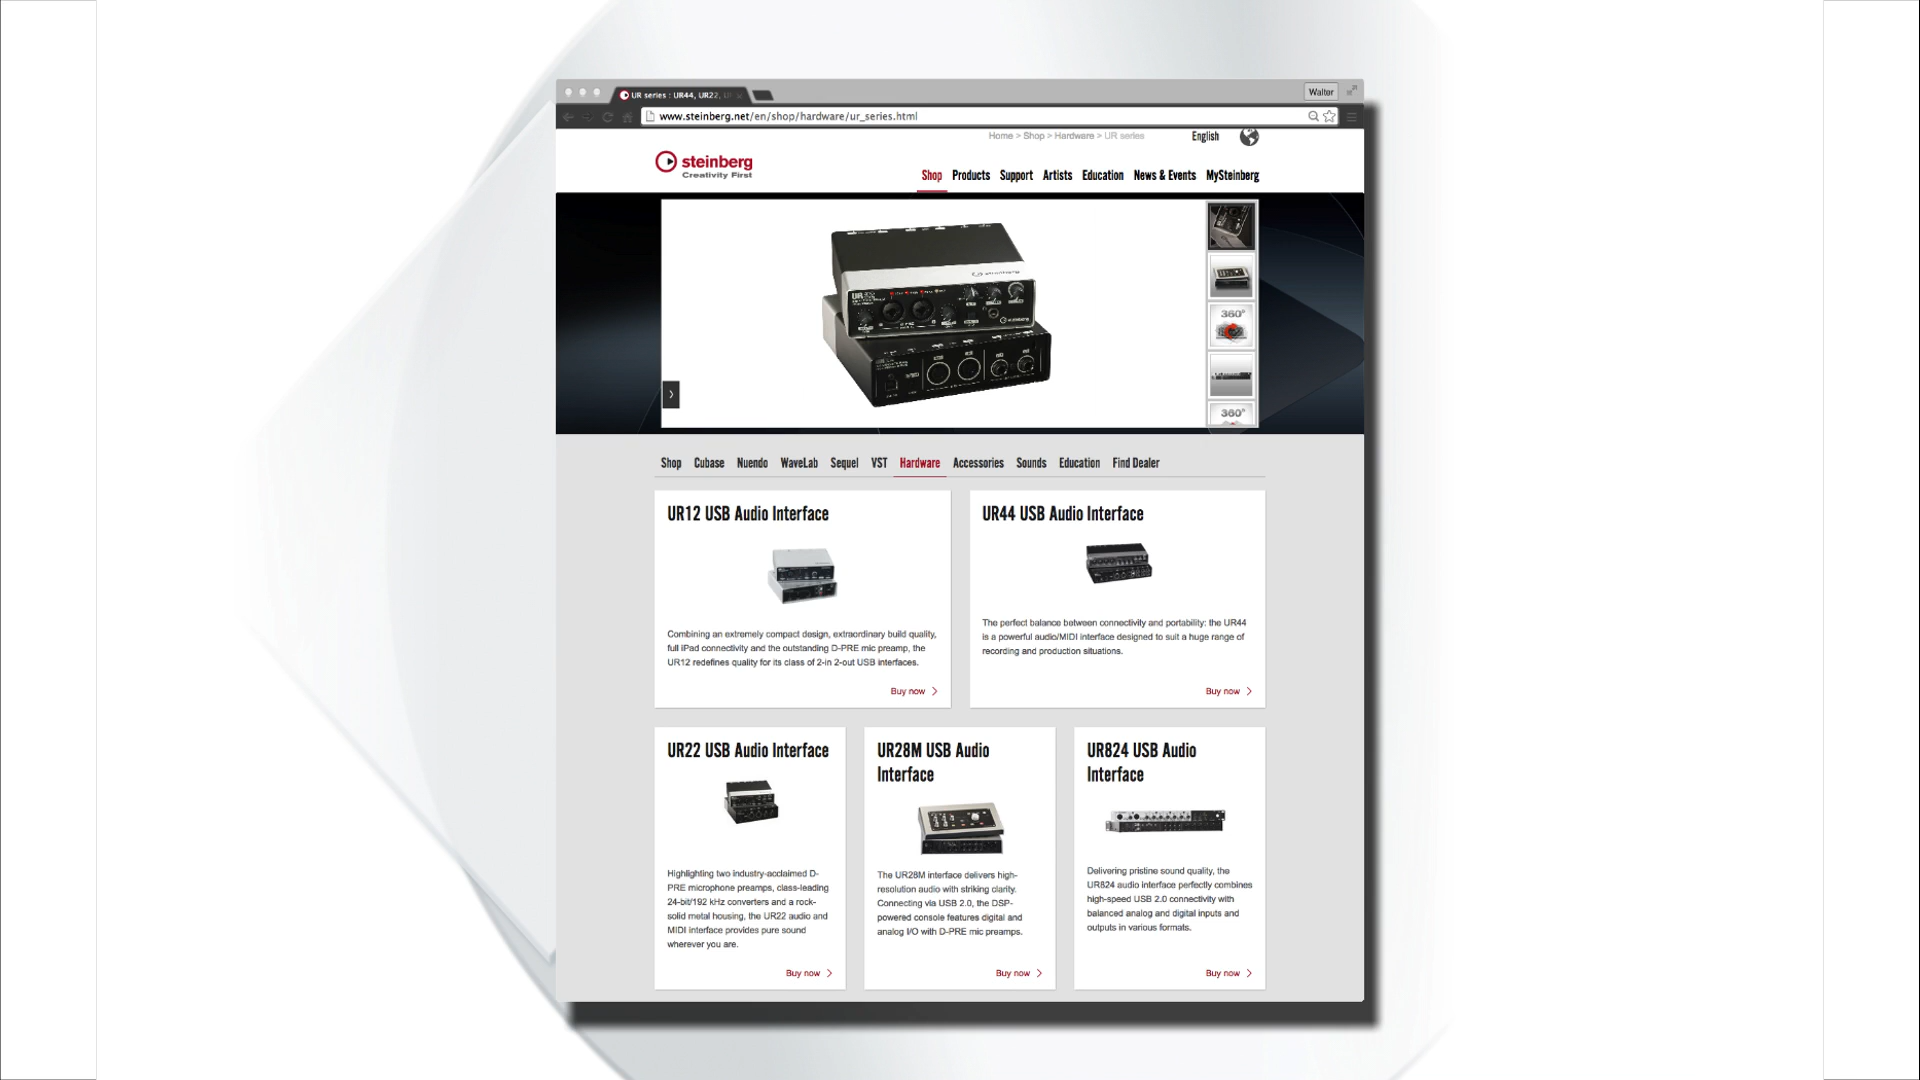 UR series : UR44, UR22,
Walter
www.steinberg.net/en/shop/hardware/ur_series.html
Home > Shop > Hardware > UR series
English
steinberg
Creativity First
Shop Products Support Artists Education News & Events MySteinberg
steinberg
360°
360°
Shop Cubase Nuendo WaveLab Sequel VST Hardware Accessories Sounds Education Find Dealer
UR12 USB Audio Interface
Combining an extremely compact design, extraordinary build quality,
full iPad connectivity and the outstanding D-PRE mic preamp, the
UR12 redefines quality for its class of 2-in 2-out USB interfaces.
Buy now
UR44 USB Audio Interface
The perfect balance between connectivity and portability: the UR44
is a powerful audio/MIDI interface designed to suit a huge range of
recording and production situations.
Buy now
UR22 USB Audio Interface
Highlighting two industry-acclaimed D-
PRE microphone preamps, class-leading
24-bit/192 kHz converters and a rock-
solid metal housing, the UR22 audio and
MIDI interface provides pure sound
wherever you are.
Buy now
UR28M USB Audio
Interface
The UR28M interface delivers high-
resolution audio with striking clarity.
Connecting via USB 2.0, the DSP-
powered console features digital and
analog I/O with D-PRE mic preamps.
Buy now
UR824 USB Audio
Interface
Delivering pristine sound quality, the
UR824 audio interface perfectly combines
high-speed USB 2.0 connectivity with
balanced analog and digital inputs and
outputs in various formats.
Buy now